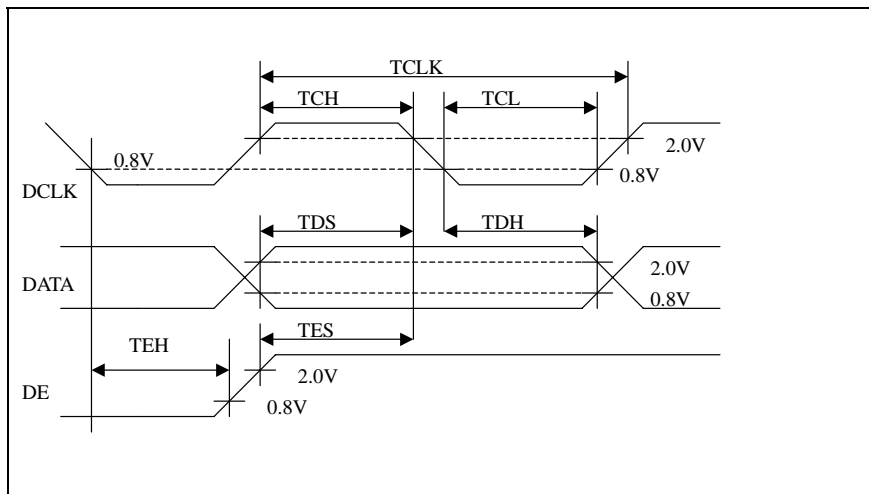 TCLK
TCH TCL
0.8V 2.0V
0.8V
DCLK
TDS TDH
2.0V
DATA
0.8V
TES
TEH
2.0V
DE
0.8V